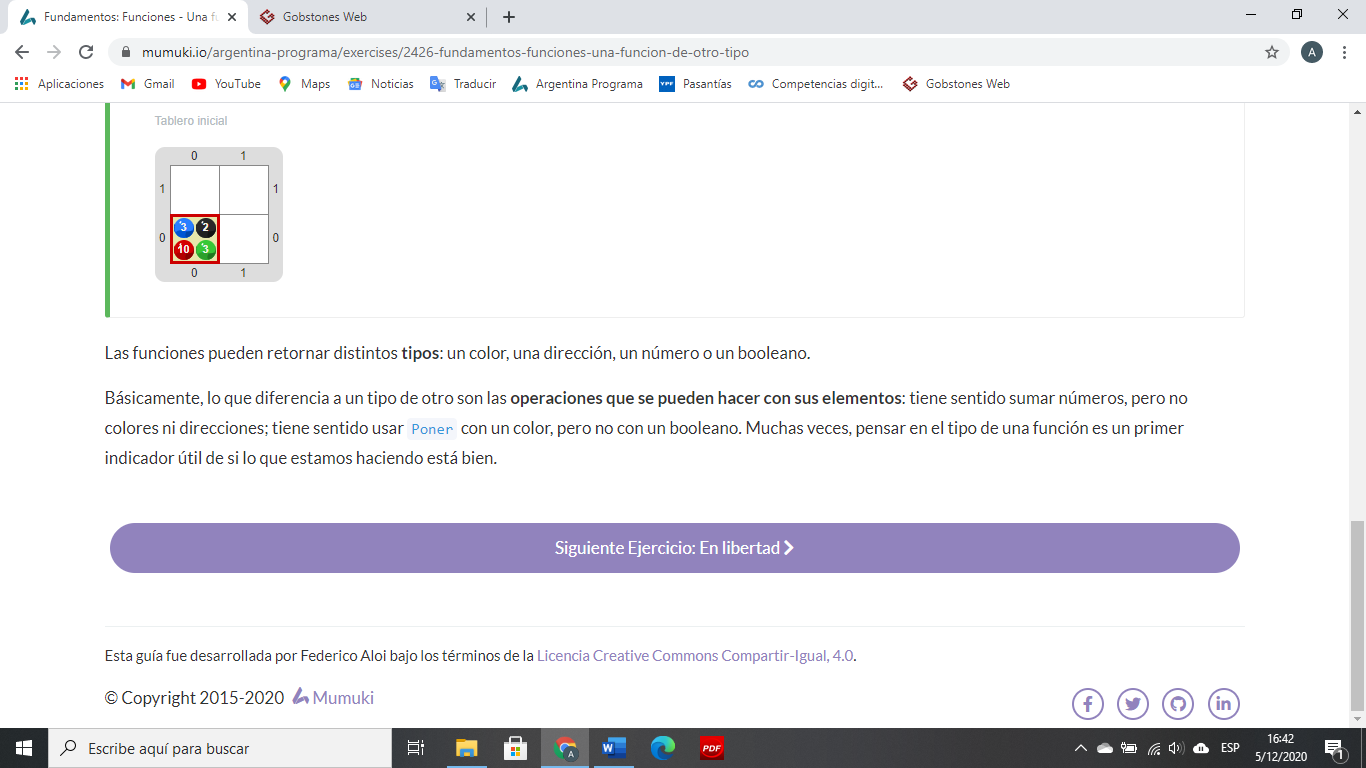 Fundamentos: Funciones - Una fu
Gobstones Web
mumuki.io/argentina-programa/exercises/2426-fundamentos-funciones-una-funcion-de-otro-tipo
A
Aplicaciones
Gmail
YouTube
Maps
Noticias
Traducir
Argentina Programa
YPF
Pasantías
Competencias digit...
Gobstones Web
Tablero inicial
0 1
1 1
3 2
0 0
10 3
0 1
Las funciones pueden retornar distintos tipos: un color, una dirección, un número o un booleano.
Básicamente, lo que diferencia a un tipo de otro son las operaciones que se pueden hacer con sus elementos: tiene sentido sumar números, pero no
colores ni direcciones; tiene sentido usar Poner con un color, pero no con un booleano. Muchas veces, pensar en el tipo de una función es un primer
indicador útil de si lo que estamos haciendo está bien.
Siguiente Ejercicio: En libertad
Esta guía fue desarrollada por Federico Aloi bajo los términos de la Licencia Creative Commons Compartir-Igual, 4.0.
© Copyright 2015-2020 Mumuki
Escribe aquí para buscar
W
A
PDF
ESP
16:42
5/12/2020
1